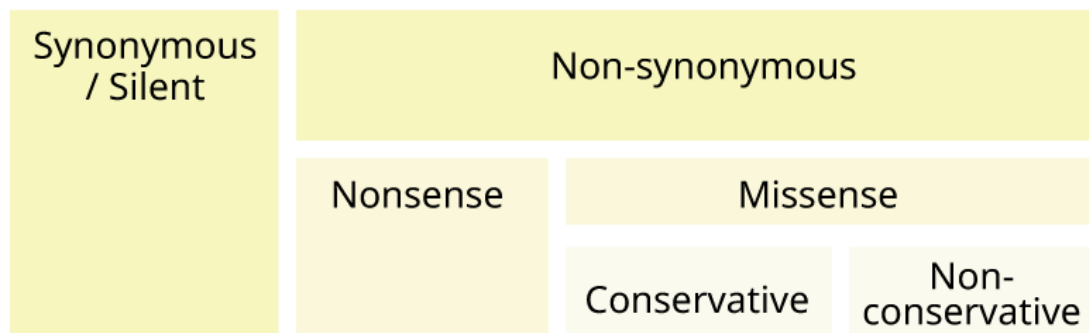 Synonymous
/ Silent
Non-synonymous
Nonsense
Missense
Conservative
Non-
conservative